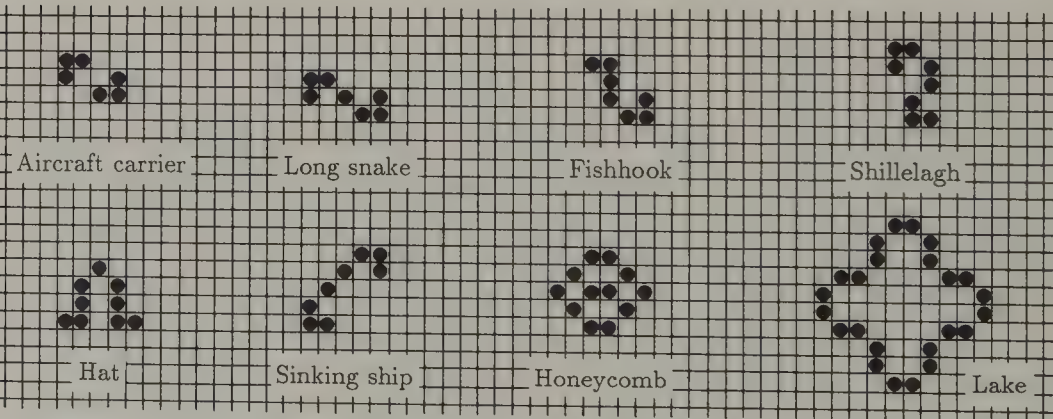 Aircraft carrier
Long snake
Fishhook
Shillelagh
Hat
Sinking ship
Honeycomb
Lake